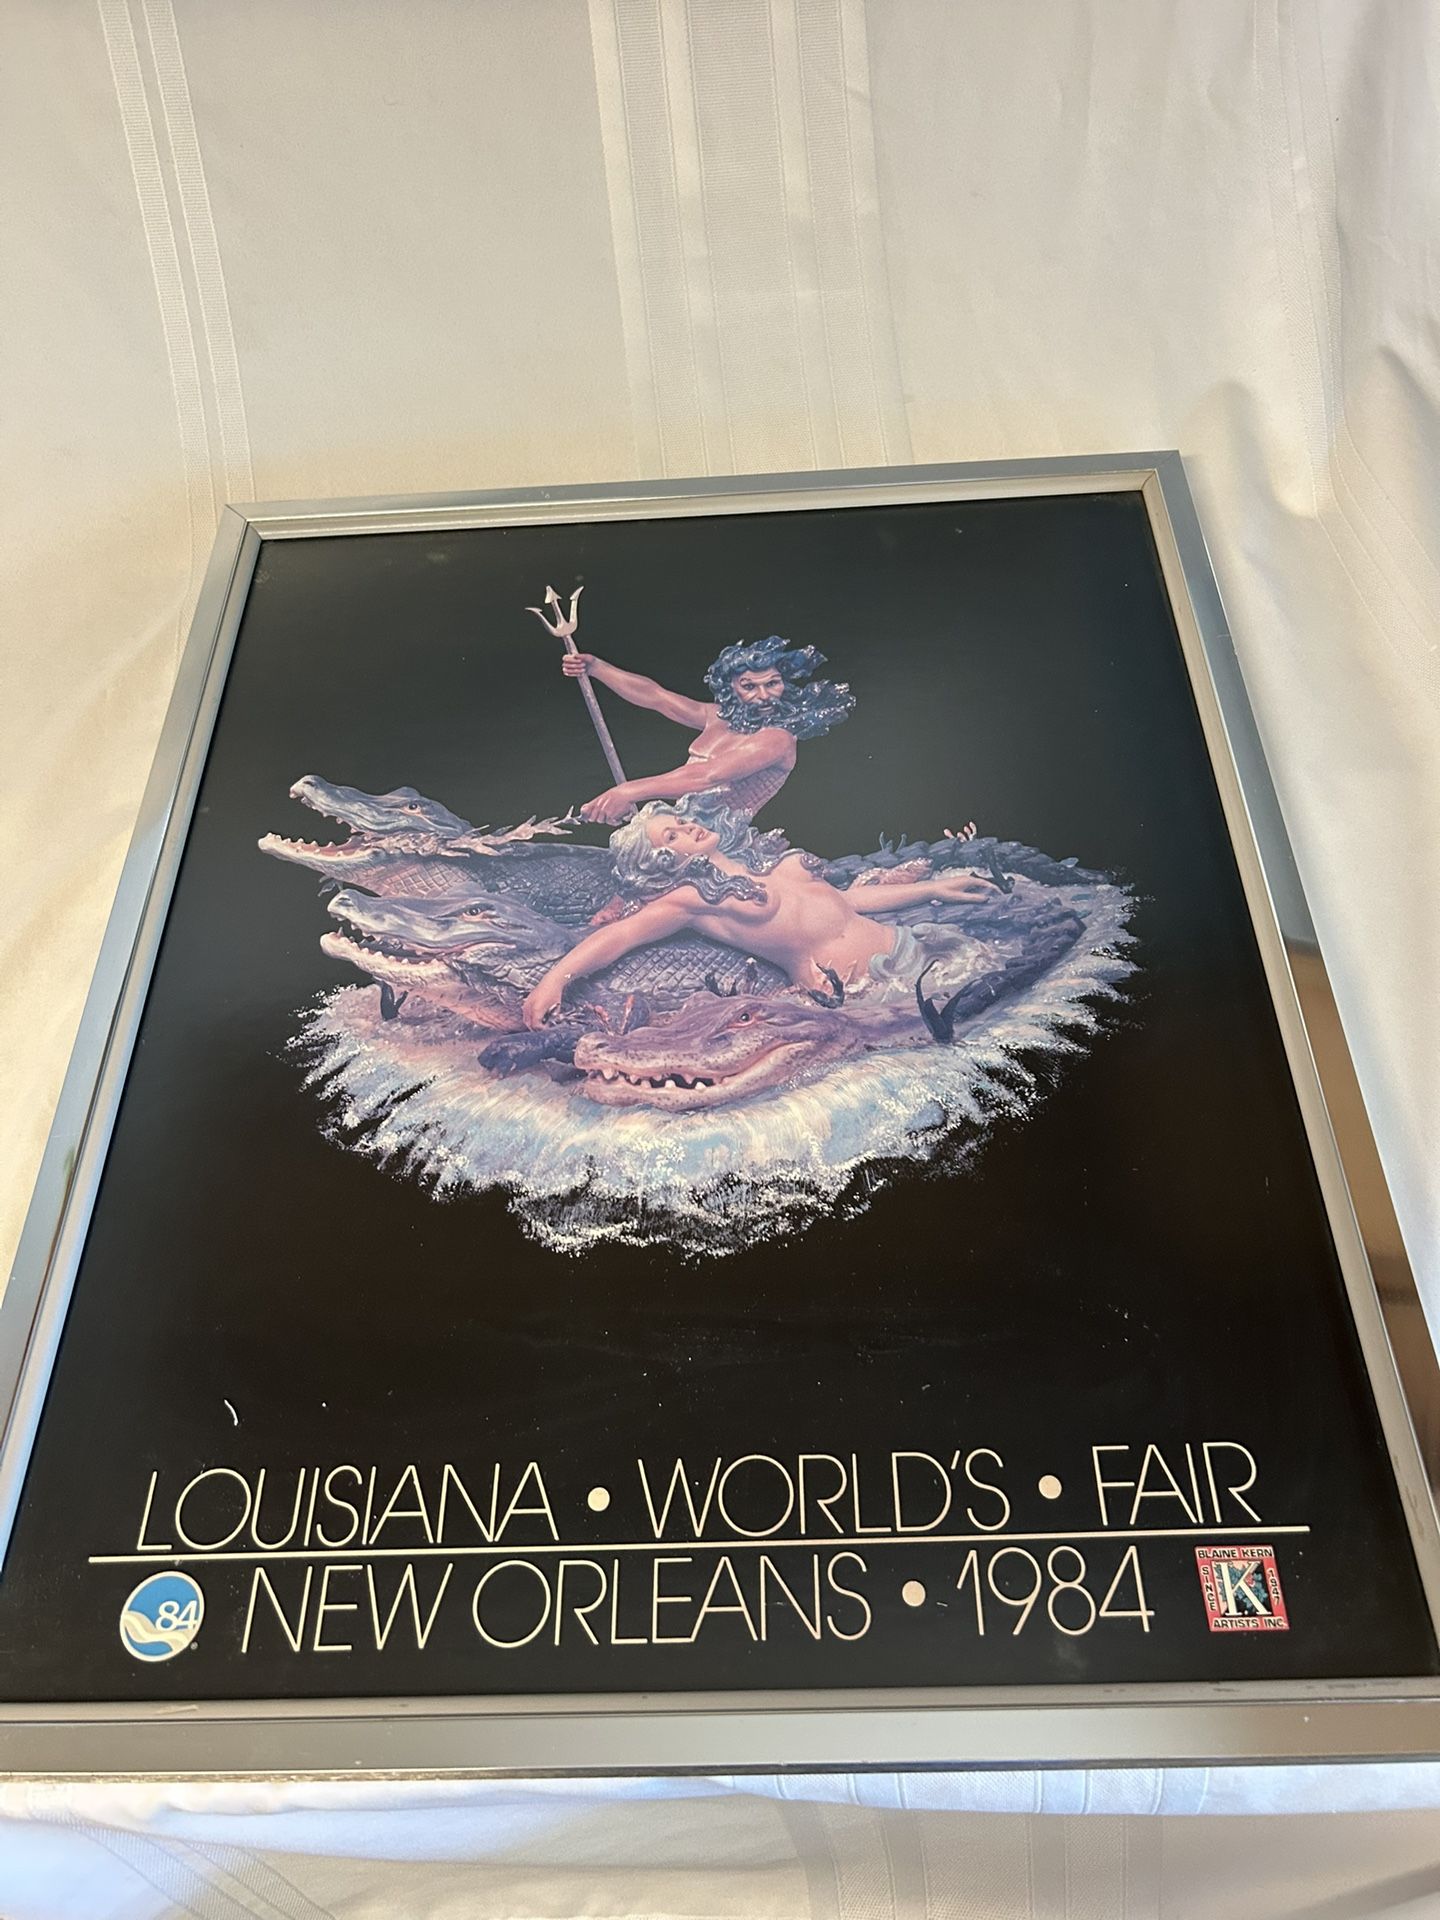 LOUISIANA • WORLD'S • FAIR
NEW ORLEANS • 1984
84
BLAINE KERN
SINCE
K
1947
ARTISTS INC.